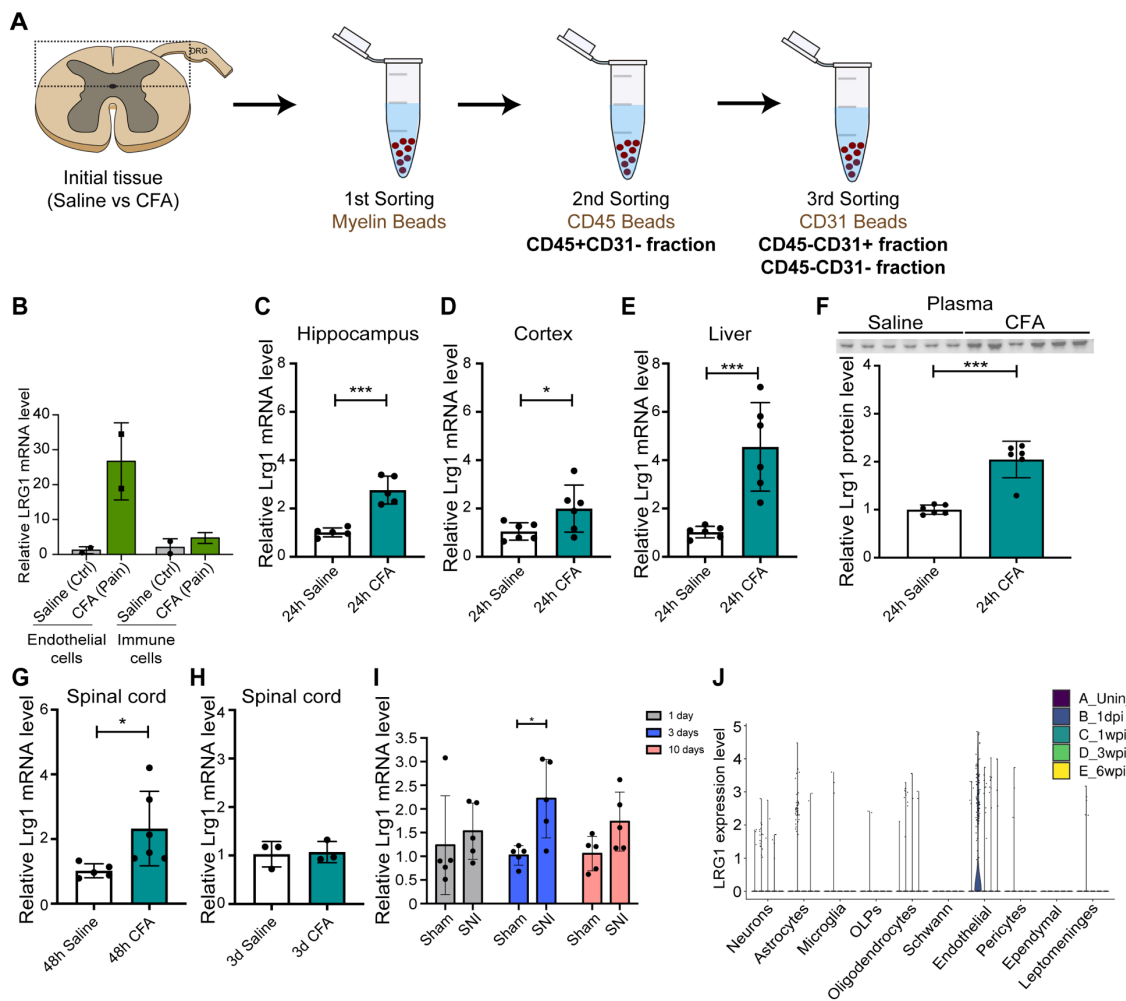 A
DRG
Initial tissue
(Saline vs CFA)
1st Sorting
Myelin Beads
2nd Sorting
CD45 Beads
CD45+CD31- fraction
3rd Sorting
CD31 Beads
CD45-CD31+ fraction
CD45-CD31- fraction
B
Relative LRG1 mRNA level
40
30
20
10
0
Saline (Ctrl)
CFA (Pain)
Saline (Ctrl)
CFA (Pain)
Endothelial
cells
Immune
cells
C
Hippocampus
Relative Lrg1 mRNA level
8
6
4
2
0
***
24h Saline
24h CFA
D
Cortex
Relative Lrg1 mRNA level
8
6
4
2
0
*
24h Saline
24h CFA
E
Liver
Relative Lrg1 mRNA level
8
6
4
2
0
***
24h Saline
24h CFA
F
Plasma
Saline
CFA
Relative Lrg1 protein level
4
3
2
1
0
***
24h Saline
24h CFA
G
Spinal cord
Relative Lrg1 mRNA level
6
4
2
0
*
48h Saline
48h CFA
H
Spinal cord
Relative Lrg1 mRNA level
4
3
2
1
0
3d Saline
3d CFA
I
Relative Lrg1 mRNA level
3.5
3.0
2.5
2.0
1.5
1.0
0.5
0
*
Sham
SNI
Sham
SNI
Sham
SNI
1 day
3 days
10 days
J
LRG1 expression level
5
4
3
2
1
0
Neurons
Astrocytes
Microglia
OLPs
Oligodendrocytes
Schwann
Endothelial
Pericytes
Ependymal
Leptomeninges
A_Unin
B_1dpi
C_1wpi
D_3wpi
E_6wpi